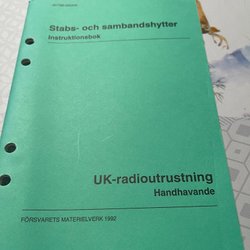 Stabs- och sambandshytter
Instruktionsbok
UK-radioutrustning
Handhavande
FÖRSVARETS MATERIELVERK 1992